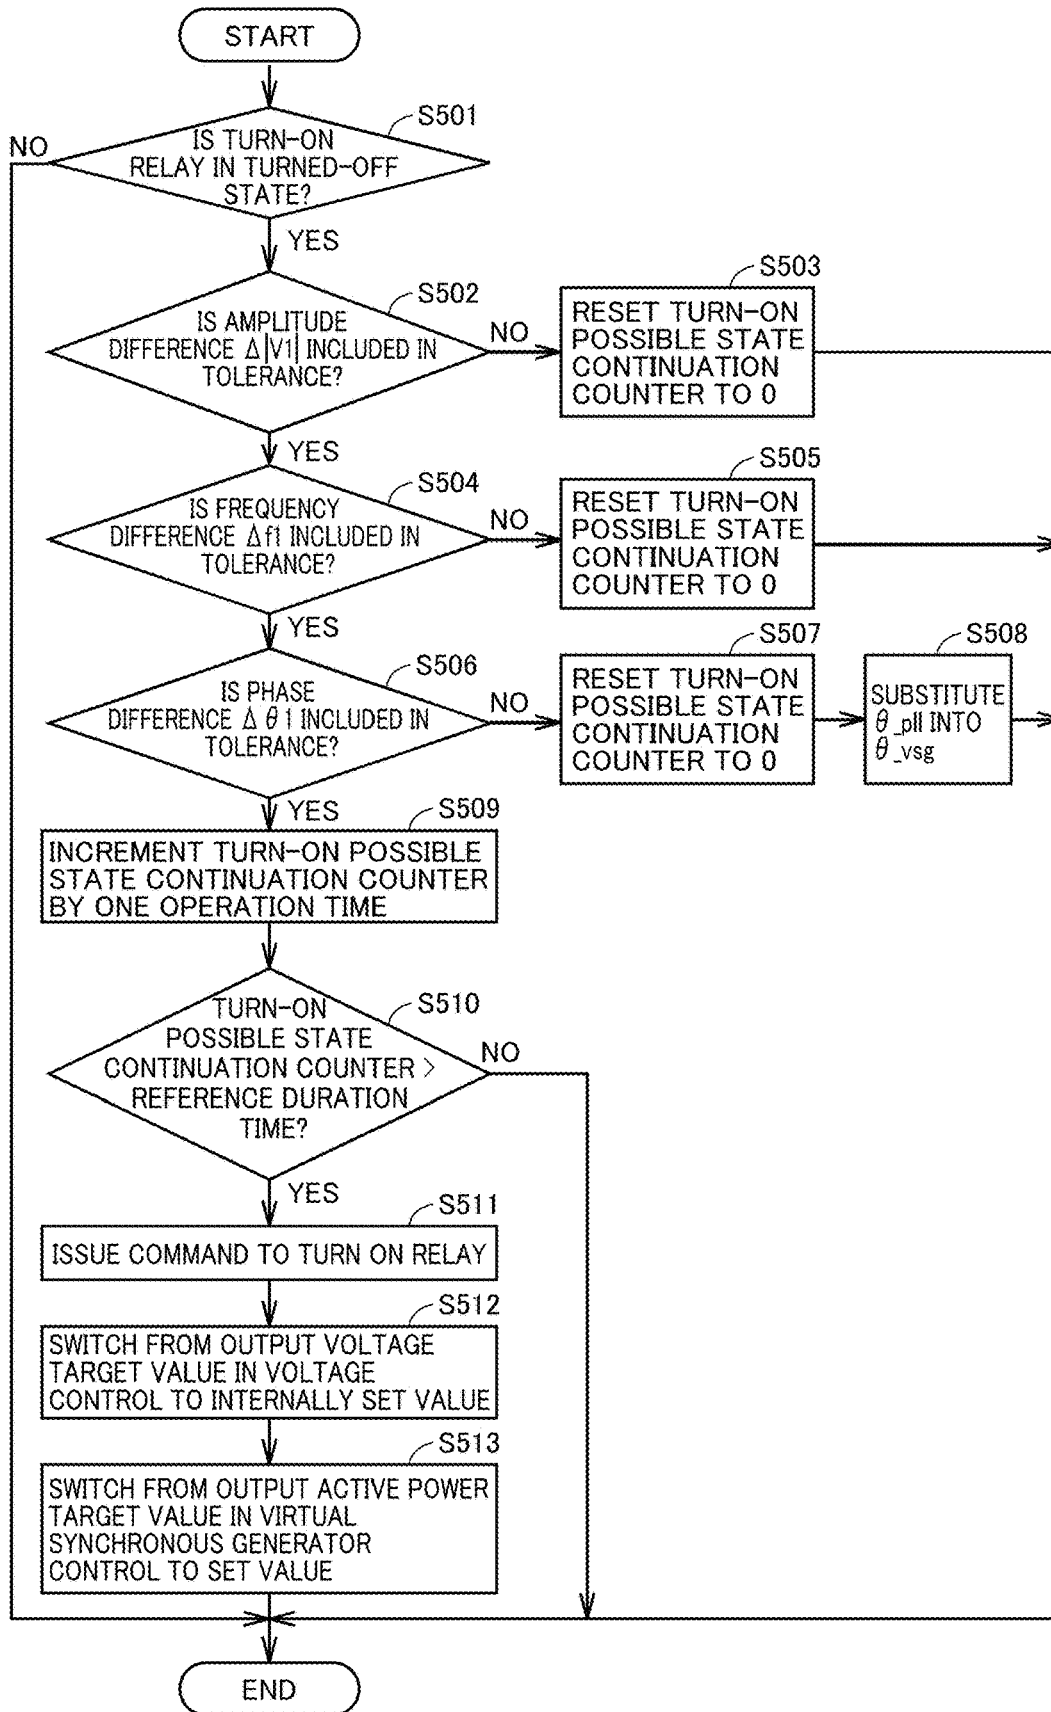 START
S501
NO
IS TURN-ON
RELAY IN TURNED-OFF
STATE?
YES
S502
IS AMPLITUDE
DIFFERENCE Δ|V1| INCLUDED IN
TOLERANCE?
NO
S503
RESET TURN-ON
POSSIBLE STATE
CONTINUATION
COUNTER TO 0
YES
S504
IS FREQUENCY
DIFFERENCE Δf1 INCLUDED IN
TOLERANCE?
NO
S505
RESET TURN-ON
POSSIBLE STATE
CONTINUATION
COUNTER TO 0
YES
S506
IS PHASE
DIFFERENCE Δ θ 1 INCLUDED IN
TOLERANCE?
NO
S507
RESET TURN-ON
POSSIBLE STATE
CONTINUATION
COUNTER TO 0
S508
SUBSTITUTE
θ_pll INTO
θ_vsg
YES
S509
INCREMENT TURN-ON POSSIBLE
STATE CONTINUATION COUNTER
BY ONE OPERATION TIME
S510
TURN-ON
POSSIBLE STATE
CONTINUATION COUNTER >
REFERENCE DURATION
TIME?
NO
YES
S511
ISSUE COMMAND TO TURN ON RELAY
S512
SWITCH FROM OUTPUT VOLTAGE
TARGET VALUE IN VOLTAGE
CONTROL TO INTERNALLY SET VALUE
S513
SWITCH FROM OUTPUT ACTIVE POWER
TARGET VALUE IN VIRTUAL
SYNCHRONOUS GENERATOR
CONTROL TO SET VALUE
END